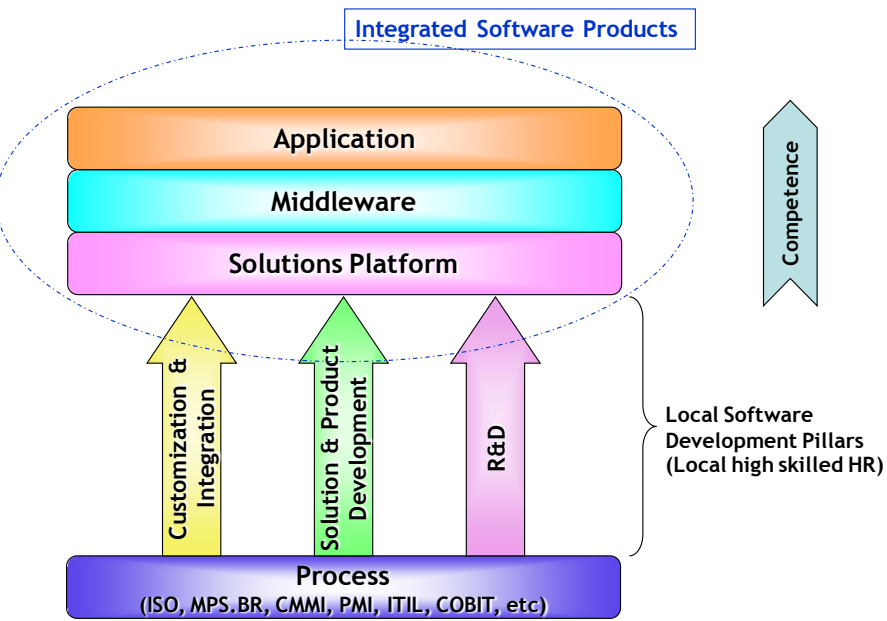 Integrated Software Products
Application
Middleware
Solutions Platform
Competence
Customization &
Integration
Solution & Product
Development
R&D
Local Software
Development Pillars
(Local high skilled HR)
Process
(ISO, MPS.BR, CMMI, PMI, ITIL, COBIT, etc)